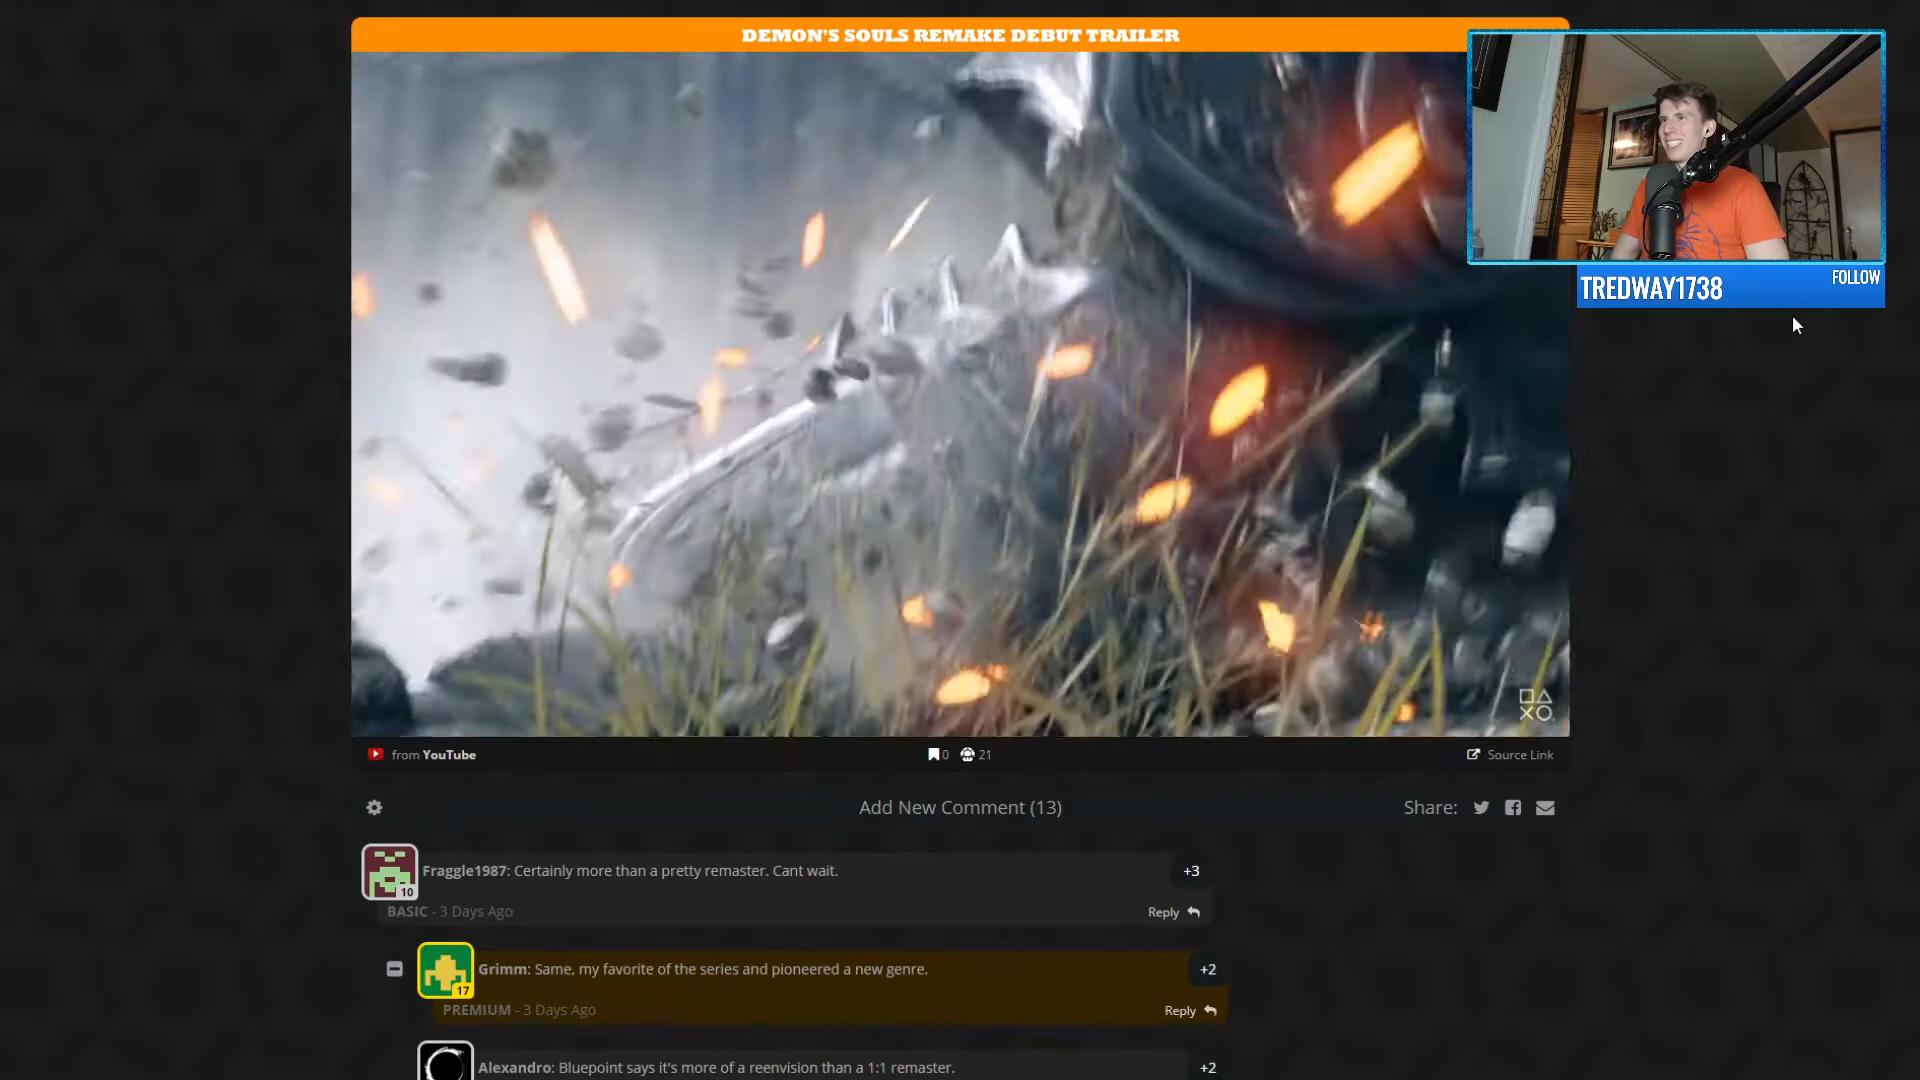 DEMON'S SOULS REMAKE DEBUT TRAILER
TREDWAY1738
FOLLOW
from YouTube
0
21
Source Link
Add New Comment (13)
Share:
10
Fraggle1987: Certainly more than a pretty remaster. Cant wait.
+3
BASIC - 3 Days Ago
Reply
17
Grimm: Same, my favorite of the series and pioneered a new genre.
+2
PREMIUM - 3 Days Ago
Reply
Alexandro: Bluepoint says it's more of a reenvision than a 1:1 remaster.
+2